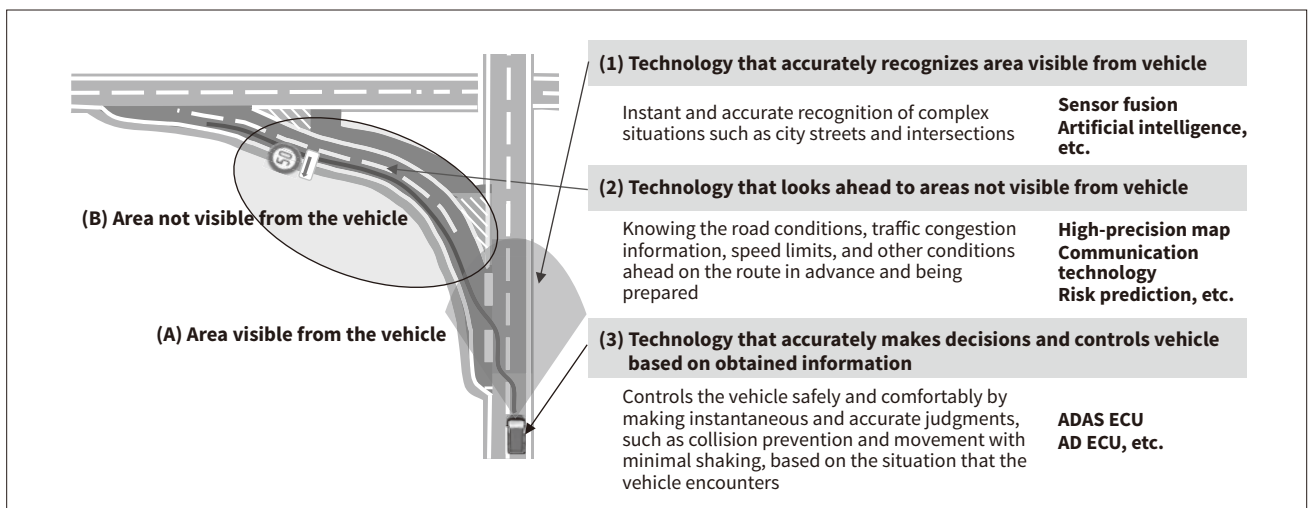 (1) Technology that accurately recognizes area visible from vehicle
Instant and accurate recognition of complex
situations such as city streets and intersections
Sensor fusion
Artificial intelligence,
etc.
50
(2) Technology that looks ahead to areas not visible from vehicle
(B) Area not visible from the vehicle
Knowing the road conditions, traffic congestion
information, speed limits, and other conditions
ahead on the route in advance and being
prepared
High-precision map
Communication
technology
Risk prediction, etc.
(A) Area visible from the vehicle
(3) Technology that accurately makes decisions and controls vehicle
based on obtained information
Controls the vehicle safely and comfortably by
making instantaneous and accurate judgments,
such as collision prevention and movement with
minimal shaking, based on the situation that the
vehicle encounters
ADAS ECU
AD ECU, etc.